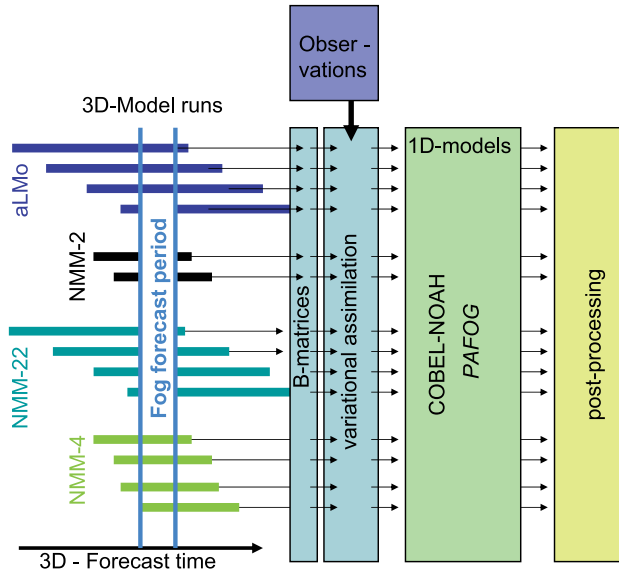 Obser -
vations
3D-Model runs
1D-models
aLMo
NMM-2
NMM-22
NMM-4
Fog forecast period
B-matrices
variational assimilation
COBEL-NOAH
PAFOG
post-processing
3D - Forecast time